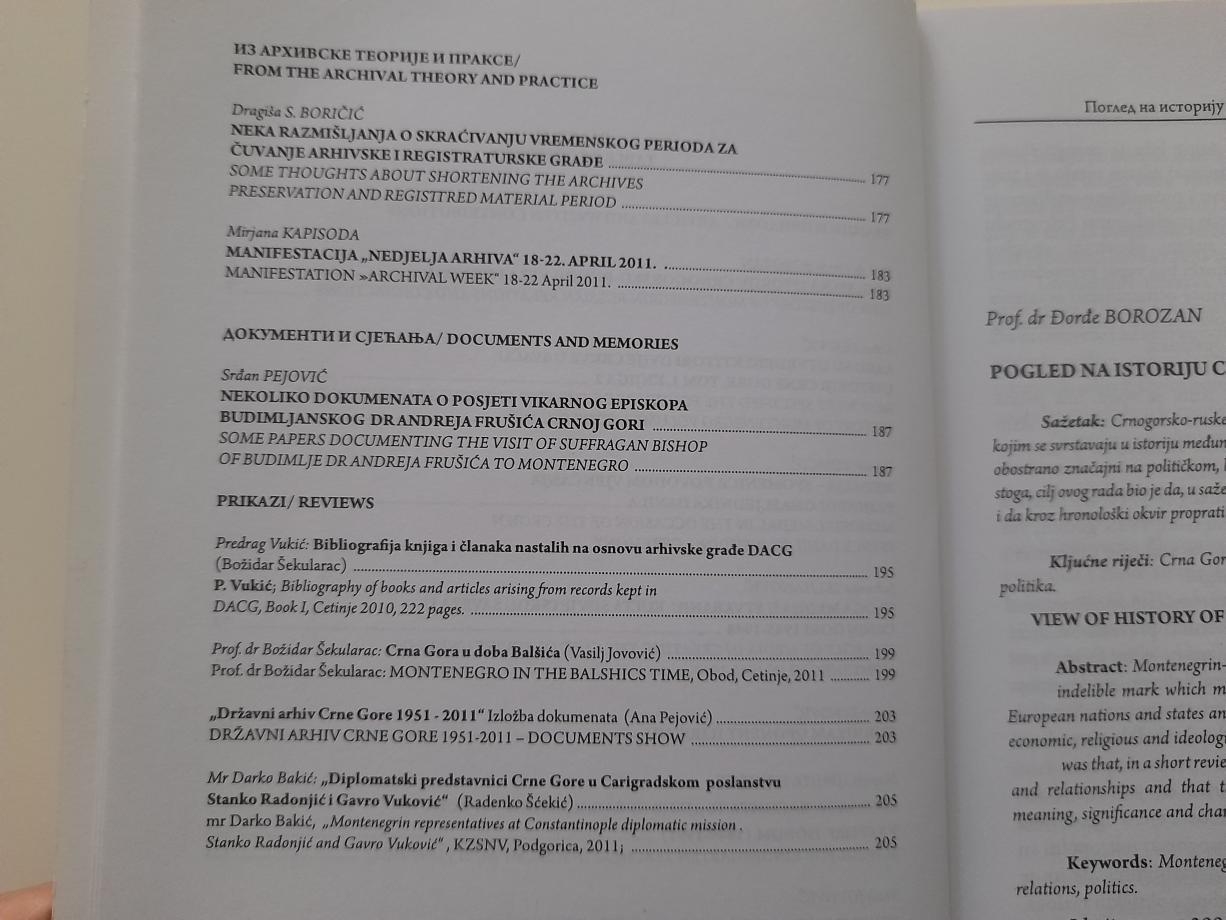 ИЗ АРХИВСКЕ ТЕОРИЈЕ И ПРАКСЕ/
FROM THE ARCHIVAL THEORY AND PRACTICE
Dragiša S. BORIČIĆ
NEKA RAZMIŠLJANJA O SKRAĆIVANJU VREMENSKOG PERIODA ZA
ČUVANJE ARHIVSKE I REGISTRATURSKE GRAĐE ... 177
SOME THOUGHTS ABOUT SHORTENING THE ARCHIVES
PRESERVATION AND REGISTTRED MATERIAL PERIOD ... 177
Mirjana KAPISODA
MANIFESTACIJA „NEDJELJA ARHIVA“ 18-22. APRIL 2011. ... 183
MANIFESTATION »ARCHIVAL WEEK“ 18-22 April 2011. ... 183
ДОКУМЕНТИ И СЈЕЋАЊА/ DOCUMENTS AND MEMORIES
Srđan PEJOVIĆ
NEKOLIKO DOKUMENATA O POSJETI VIKARNOG EPISKOPA
BUDIMLJANSKOG DR ANDREJA FRUŠIĆA CRNOJ GORI ... 187
SOME PAPERS DOCUMENTING THE VISIT OF SUFFRAGAN BISHOP
OF BUDIMLJE DR ANDREJA FRUŠIĆA TO MONTENEGRO ... 187
PRIKAZI/ REVIEWS
Predrag Vukić: Bibliografija knjiga i članaka nastalih na osnovu arhivske građe DACG
(Božidar Šekularac) ... 195
P. Vukić; Bibliography of books and articles arising from records kept in
DACG, Book I, Cetinje 2010, 222 pages. ... 195
Prof. dr Božidar Šekularac: Crna Gora u doba Balšića (Vasilj Jovović) ... 199
Prof. dr Božidar Šekularac: MONTENEGRO IN THE BALSHICS TIME, Obod, Cetinje, 2011 ... 199
„Državni arhiv Crne Gore 1951 - 2011“ Izložba dokumenata (Ana Pejović) ... 203
DRŽAVNI ARHIV CRNE GORE 1951-2011 – DOCUMENTS SHOW ... 203
Mr Darko Bakić: „Diplomatski predstavnici Crne Gore u Carigradskom poslanstvu
Stanko Radonjić i Gavro Vuković“ (Radenko Šćekić) ... 205
mr Darko Bakić, „Montenegrin representatives at Constantinople diplomatic mission .
Stanko Radonjić and Gavro Vuković“ , KZSNV, Podgorica, 2011; ... 205
Поглед на историју
Prof. dr Đorđe BOROZAN
POGLED NA ISTORIJU C
Sažetak: Crnogorsko-ruske
kojim se svrstavaju u istoriju međun
obostrano značajni na političkom,
stoga, cilj ovog rada bio je da, u saže
i da kroz hronološki okvir proprati
Ključne riječi: Crna Gor
politika.
VIEW OF HISTORY OF
Abstract: Montenegrin-
indelible mark which m
European nations and states an
economic, religious and ideolog
was that, in a short revie
and relationships and that t
meaning, significance and cha
Keywords: Monteneg
relations, politics.